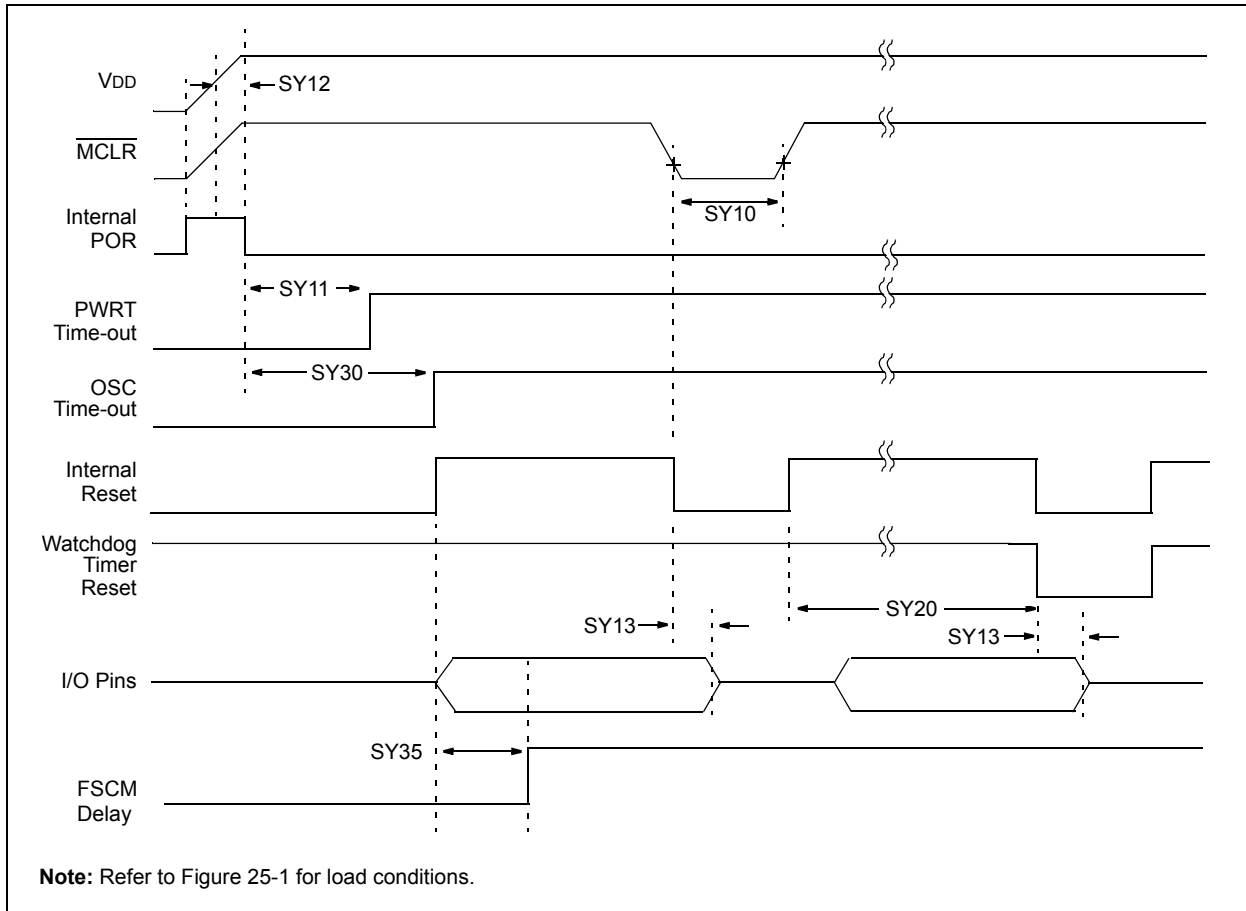 VDD
SY12
MCLR
SY10
Internal
POR
SY11
PWRT
Time-out
SY30
OSC
Time-out
Internal
Reset
Watchdog
Timer
Reset
SY20
SY13
SY13
I/O Pins
SY35
FSCM
Delay
Note: Refer to Figure 25-1 for load conditions.